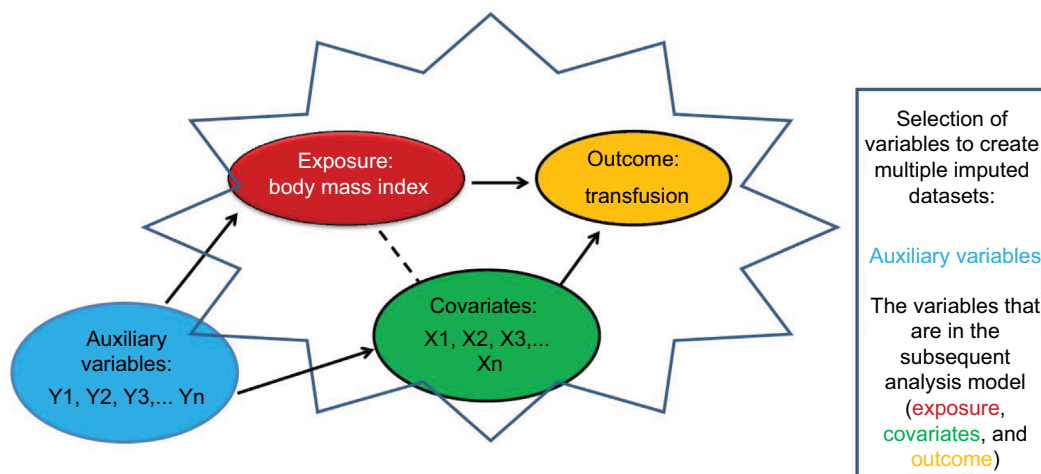 Exposure:
body mass index
Outcome:
transfusion
Auxiliary
variables:
Y1, Y2, Y3,... Yn
Covariates:
X1, X2, X3,...
Xn
Selection of
variables to create
multiple imputed
datasets:
Auxiliary variables
The variables that
are in the
subsequent
analysis model
(exposure,
covariates, and
outcome)